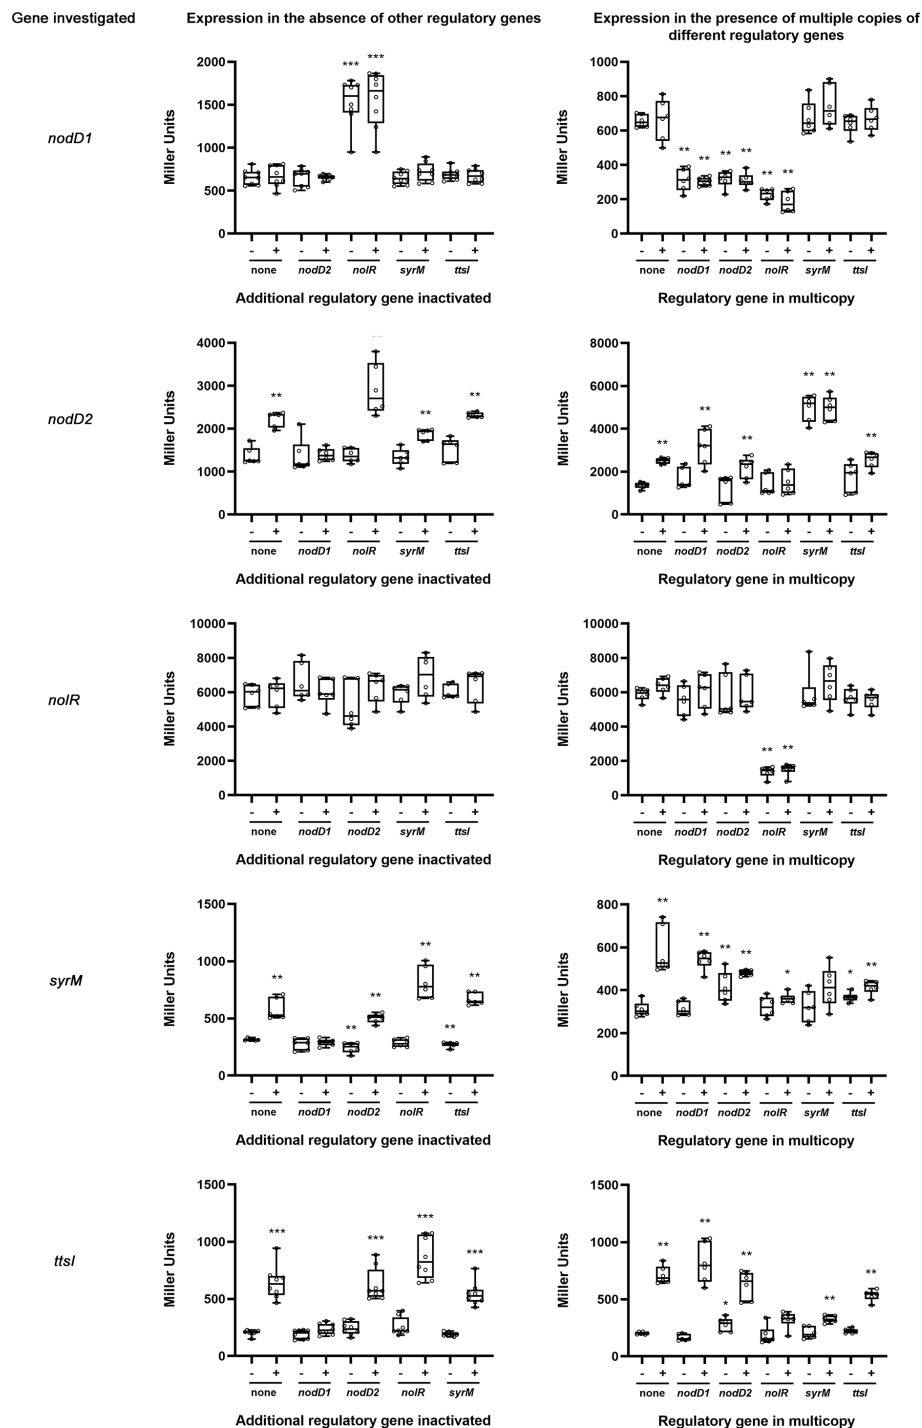 Gene investigated
Expression in the absence of other regulatory genes
Expression in the presence of multiple copies of
different regulatory genes
nodD1
Miller Units
2000
1500
1000
500
0
*** ***
- + - + - + - + - +
none nodD2 nolR syrM ttsI
Additional regulatory gene inactivated
Miller Units
1000
800
600
400
200
0
** ** ** ** ** **
- + - + - + - + - + - +
none nodD1 nodD2 nolR syrM ttsI
Regulatory gene in multicopy
nodD2
Miller Units
4000
3000
2000
1000
0
** ** **
- + - + - + - + - +
none nodD1 nolR syrM ttsI
Additional regulatory gene inactivated
Miller Units
8000
6000
4000
2000
0
** ** ** ** ** **
- + - + - + - + - + - +
none nodD1 nodD2 nolR syrM ttsI
Regulatory gene in multicopy
nolR
Miller Units
10000
8000
6000
4000
2000
0
- + - + - + - + - +
none nodD1 nodD2 syrM ttsI
Additional regulatory gene inactivated
Miller Units
10000
8000
6000
4000
2000
0
** **
- + - + - + - + - + - +
none nodD1 nodD2 nolR syrM ttsI
Regulatory gene in multicopy
syrM
Miller Units
1500
1000
500
0
** ** ** ** ** **
- + - + - + - + - +
none nodD1 nodD2 nolR ttsI
Additional regulatory gene inactivated
Miller Units
800
600
400
200
0
** ** ** ** * * **
- + - + - + - + - + - +
none nodD1 nodD2 nolR syrM ttsI
Regulatory gene in multicopy
ttsI
Miller Units
1500
1000
500
0
*** *** *** ***
- + - + - + - + - +
none nodD1 nodD2 nolR syrM
Additional regulatory gene inactivated
Miller Units
1500
1000
500
0
** ** * ** ** **
- + - + - + - + - + - +
none nodD1 nodD2 nolR syrM ttsI
Regulatory gene in multicopy